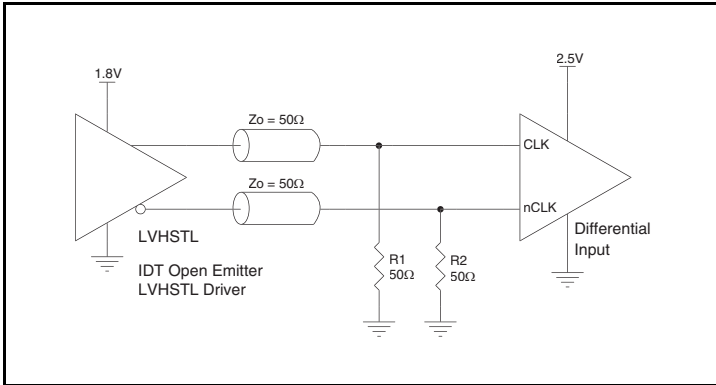 1.8V
2.5V
Zo = 50Ω
Zo = 50Ω
CLK
nCLK
LVHSTL
IDT Open Emitter
LVHSTL Driver
R1
50Ω
R2
50Ω
Differential
Input